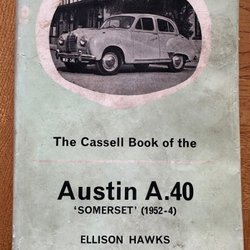 The Cassell Book of the
Austin A.40
'SOMERSET' (1952-4)
ELLISON HAWKS